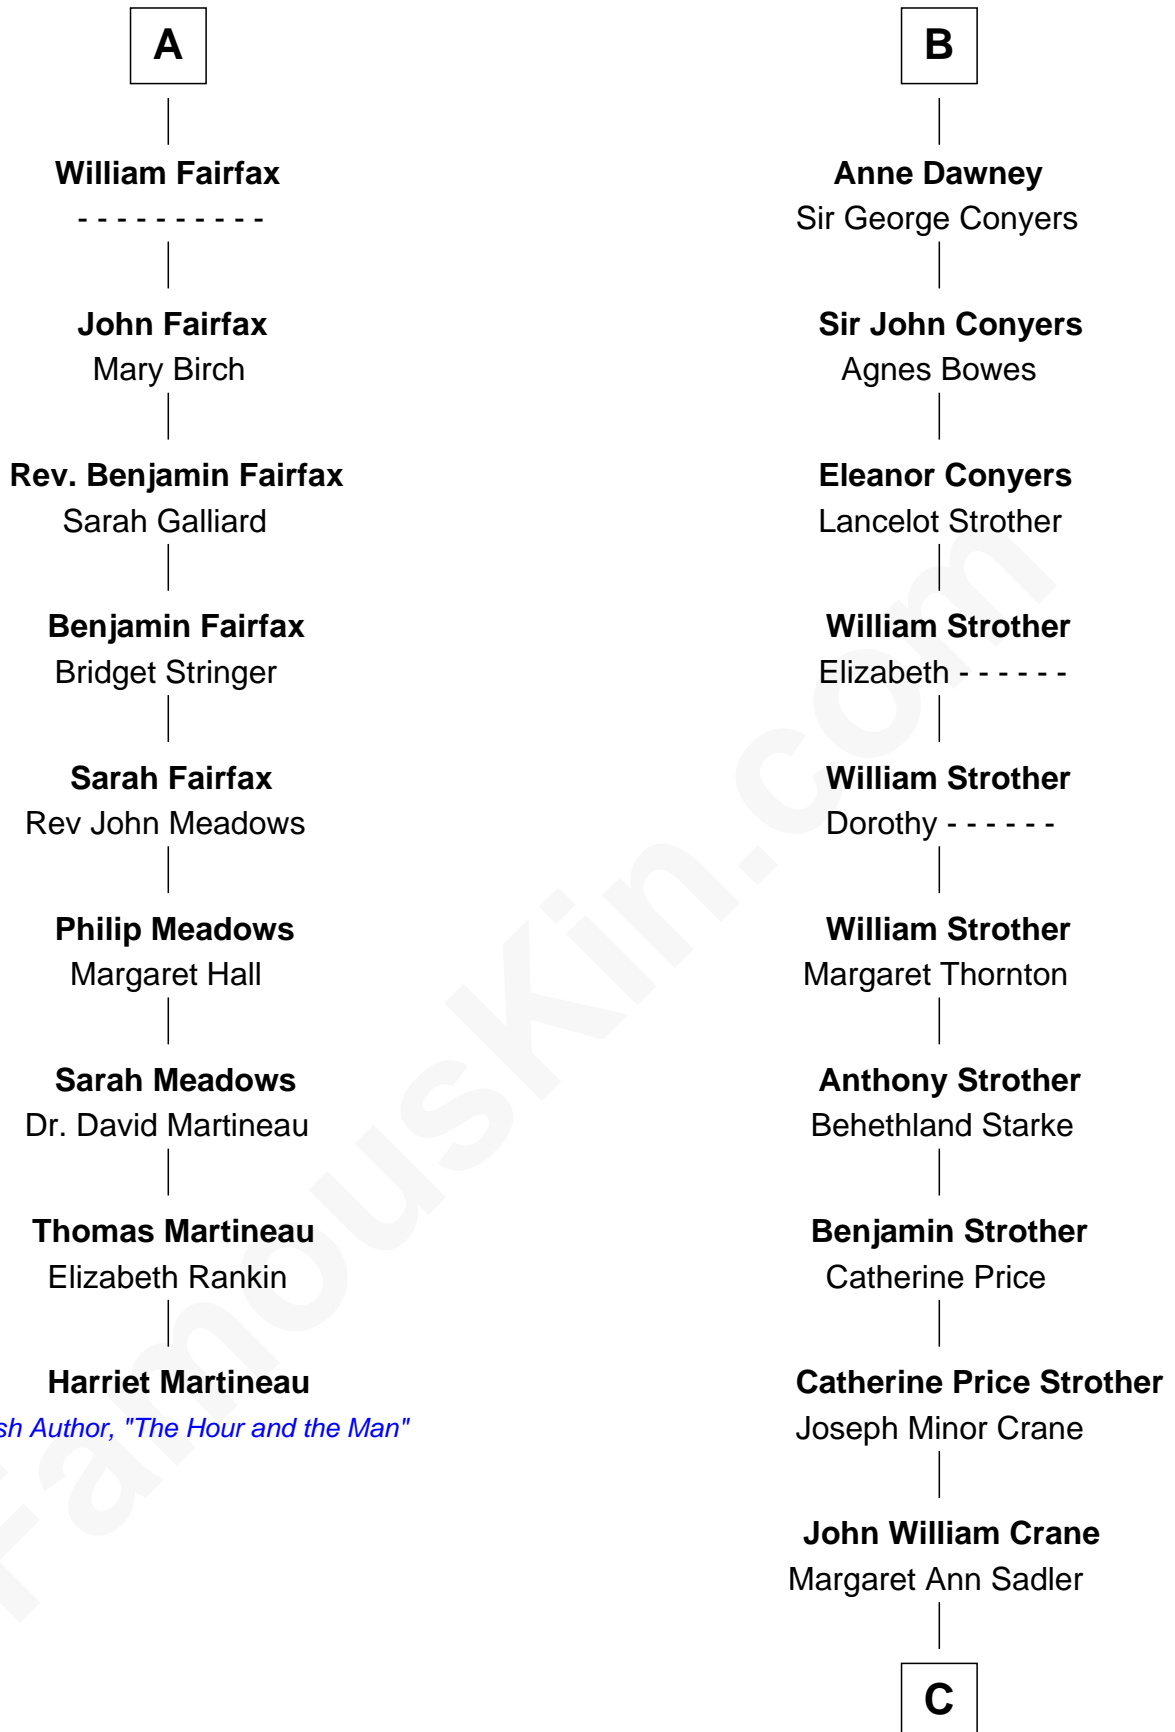 A
William Fairfax
- - - - - - - - - -
John Fairfax
Mary Birch
Rev. Benjamin Fairfax
Sarah Galliard
Benjamin Fairfax
Bridget Stringer
Sarah Fairfax
Rev John Meadows
Philip Meadows
Margaret Hall
Sarah Meadows
Dr. David Martineau
Thomas Martineau
Elizabeth Rankin
Harriet Martineau
sh Author, "The Hour and the Man"
B
Anne Dawney
Sir George Conyers
Sir John Conyers
Agnes Bowes
Eleanor Conyers
Lancelot Strother
William Strother
Elizabeth - - - - - -
William Strother
Dorothy - - - - - -
William Strother
Margaret Thornton
Anthony Strother
Behethland Starke
Benjamin Strother
Catherine Price
Catherine Price Strother
Joseph Minor Crane
John William Crane
Margaret Ann Sadler
C
FamousKin.com